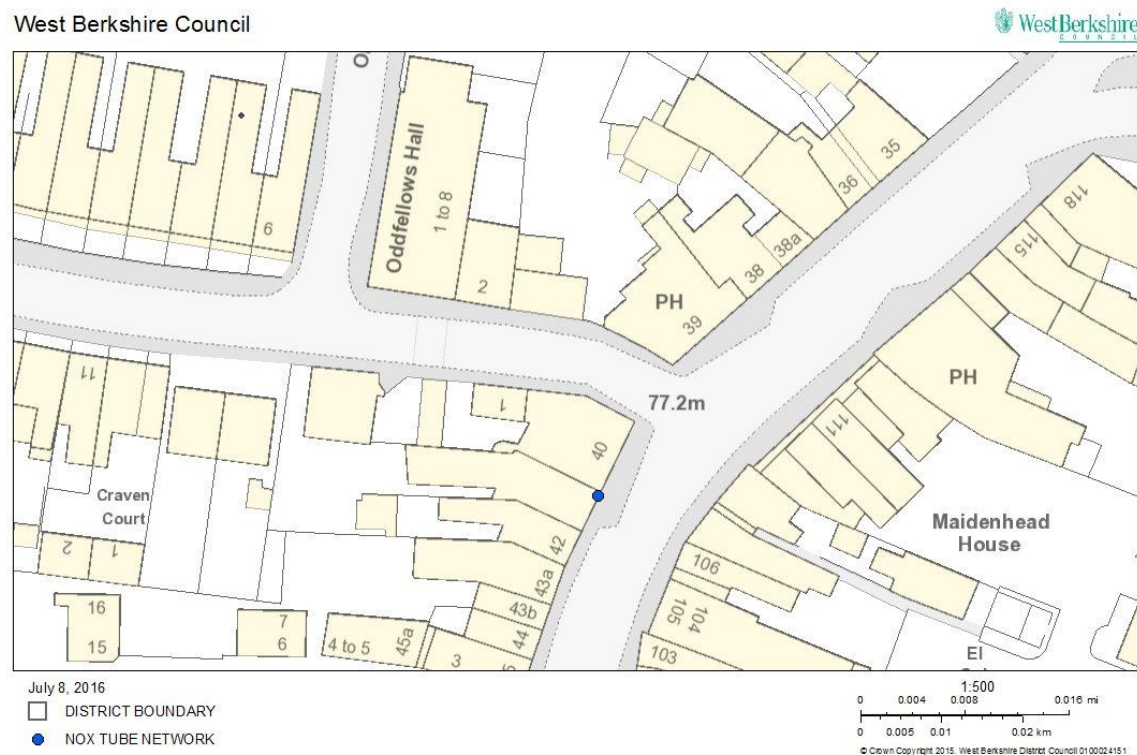 West Berkshire Council
West Berkshire
COUNCIL
Oddfellows Hall
1 to 8
6
2
35
36
38a
38
PH
39
118
115
PH
111
77.2m
11
1
40
Craven
Court
2
1
42
43a
43b
44
45a
4 to 5
3
16
15
7
6
106
105
104
103
Maidenhead
House
El
July 8, 2016
DISTRICT BOUNDARY
NOX TUBE NETWORK
1:500
0 0.004 0.008 0.016 mi
0 0.005 0.01 0.02 km
© Crown Copyright 2015. West Berkshire District Council 0100024151